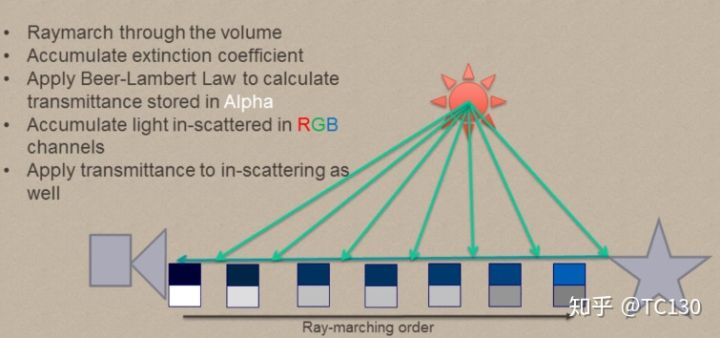 • Raymarch through the volume
• Accumulate extinction coefficient
• Apply Beer-Lambert Law to calculate
transmittance stored in Alpha
• Accumulate light in-scattered in RGB
channels
• Apply transmittance to in-scattering as
well
知乎 @TC130
Ray-marching order